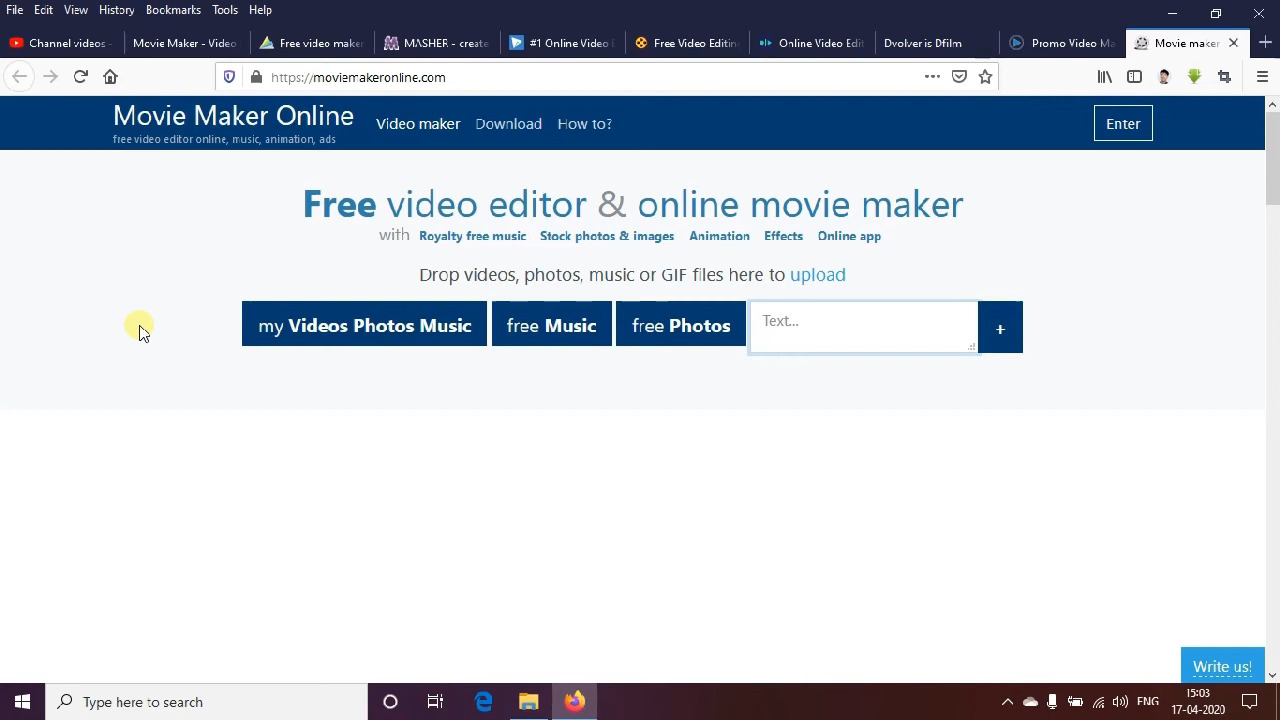 File Edit View History Bookmarks Tools Help
Channel videos - Movie Maker - Video Free video maker MASHER - create #1 Online Video Free Video Editin Online Video Edit Dvolver is Dfilm Promo Video Ma Movie maker
https://moviemakeronline.com
Movie Maker Online
free video editor online, music, animation, ads
Video maker Download How to?
Enter
Free video editor & online movie maker
with Royalty free music Stock photos & images Animation Effects Online app
Drop videos, photos, music or GIF files here to upload
my Videos Photos Music free Music free Photos Text... +
Write us!
Type here to search
ENG
15:03
17-04-2020